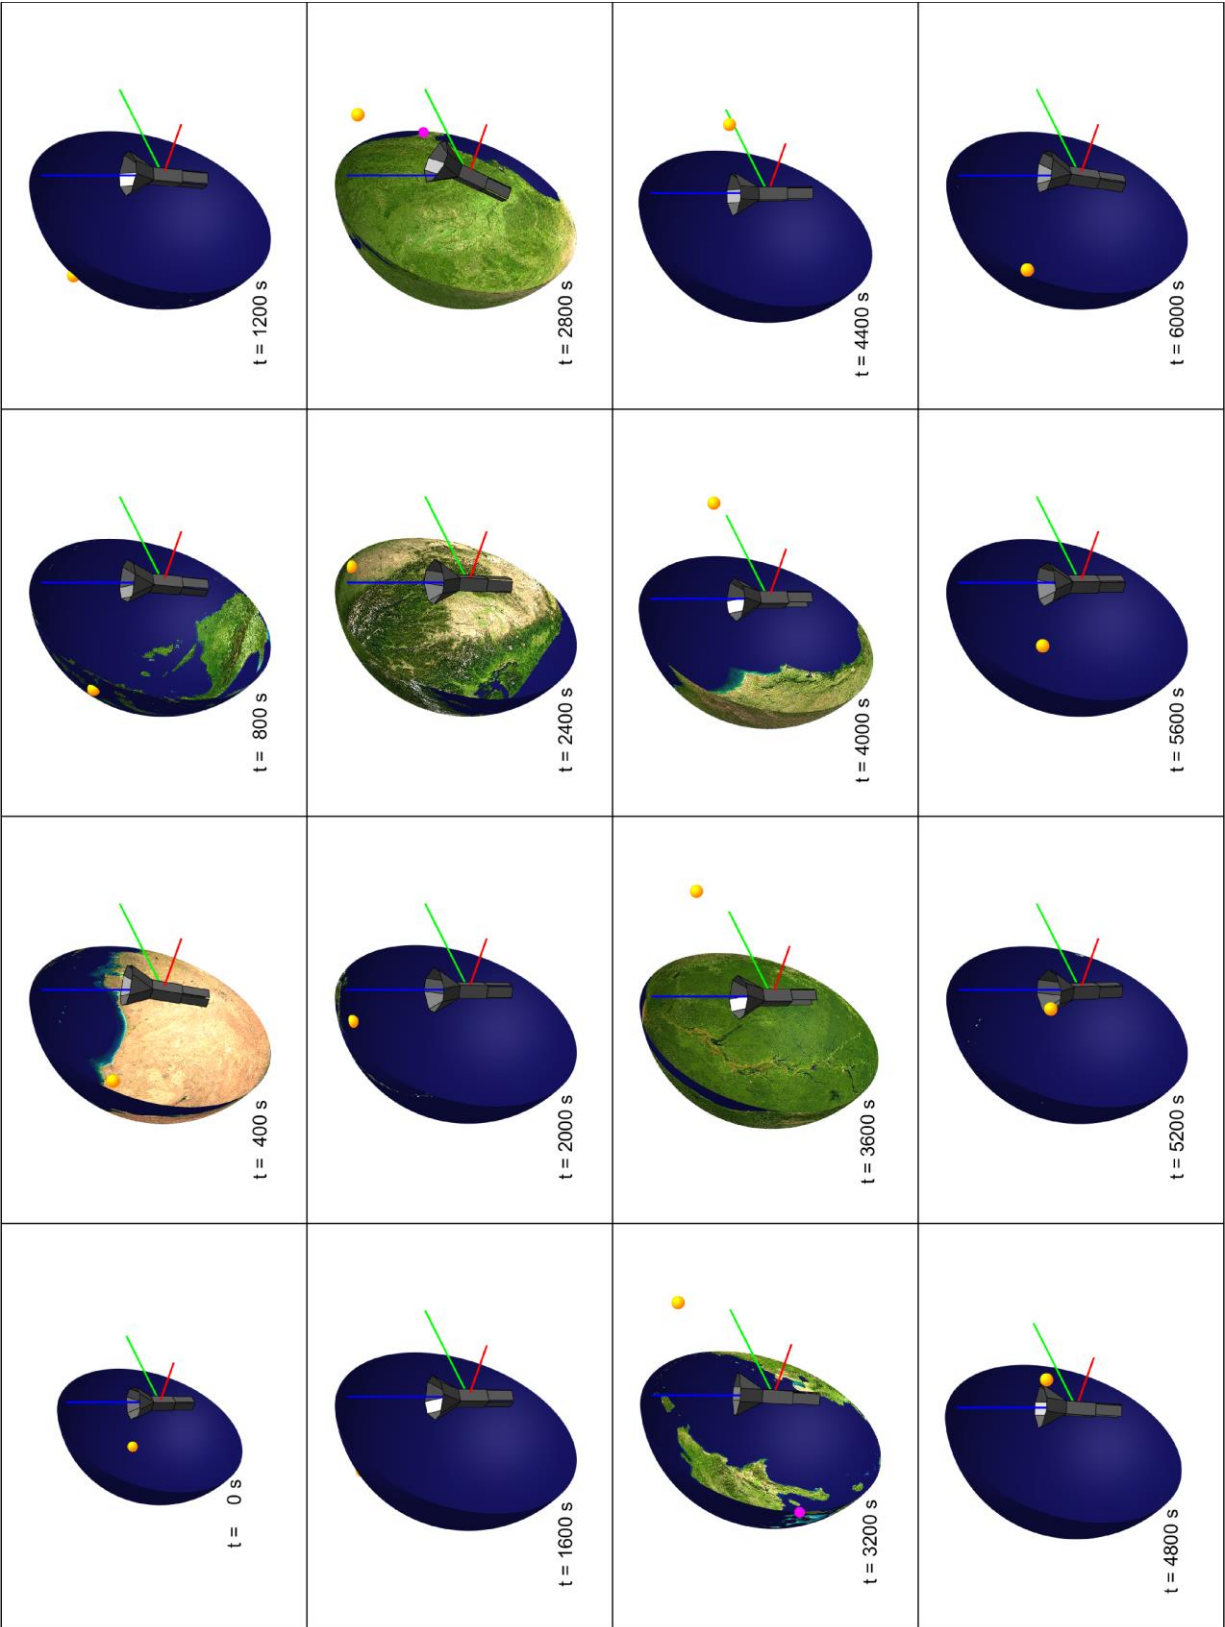 t =    0 s
t =  400 s
t =  800 s
t = 1200 s
t = 1600 s
t = 2000 s
t = 2400 s
t = 2800 s
t = 3200 s
t = 3600 s
t = 4000 s
t = 4400 s
t = 4800 s
t = 5200 s
t = 5600 s
t = 6000 s